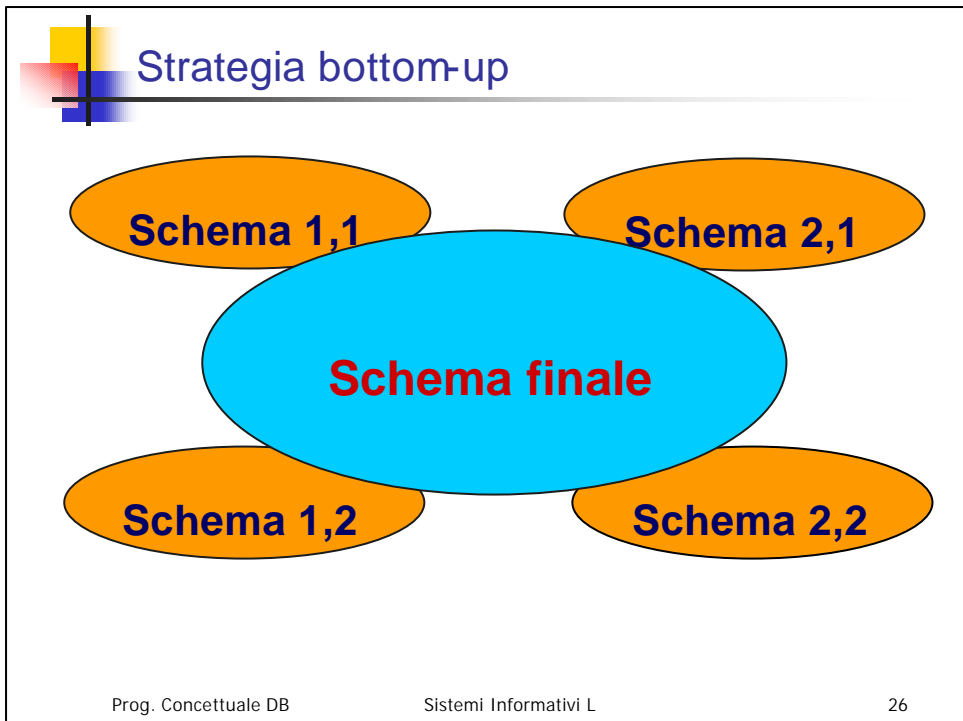 Strategia bottom-up
Schema 1,1
Schema 2,1
Schema finale
Schema 1,2
Schema 2,2
Prog. Concettuale DB
Sistemi Informativi L
26